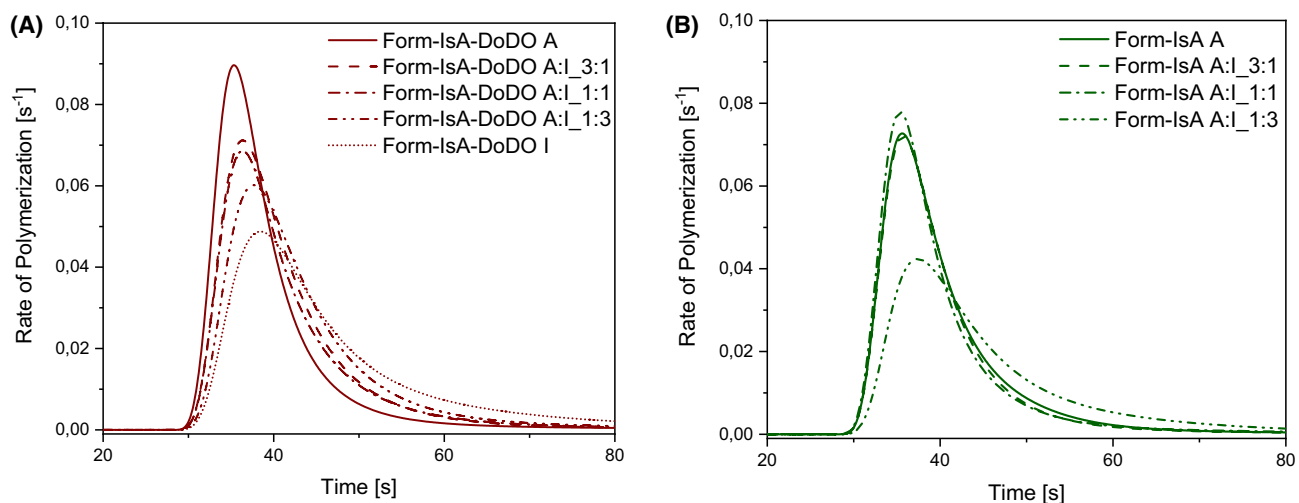 (A)
0,10
0,08
0,06
0,04
0,02
0,00
Rate of Polymerization [s⁻¹]
20
40
60
80
Time [s]
Form-IsA-DoDO A
Form-IsA-DoDO A:I_3:1
Form-IsA-DoDO A:I_1:1
Form-IsA-DoDO A:I_1:3
Form-IsA-DoDO I
(B)
0,10
0,08
0,06
0,04
0,02
0,00
Rate of Polymerization [s⁻¹]
20
40
60
80
Time [s]
Form-IsA A
Form-IsA A:I_3:1
Form-IsA A:I_1:1
Form-IsA A:I_1:3